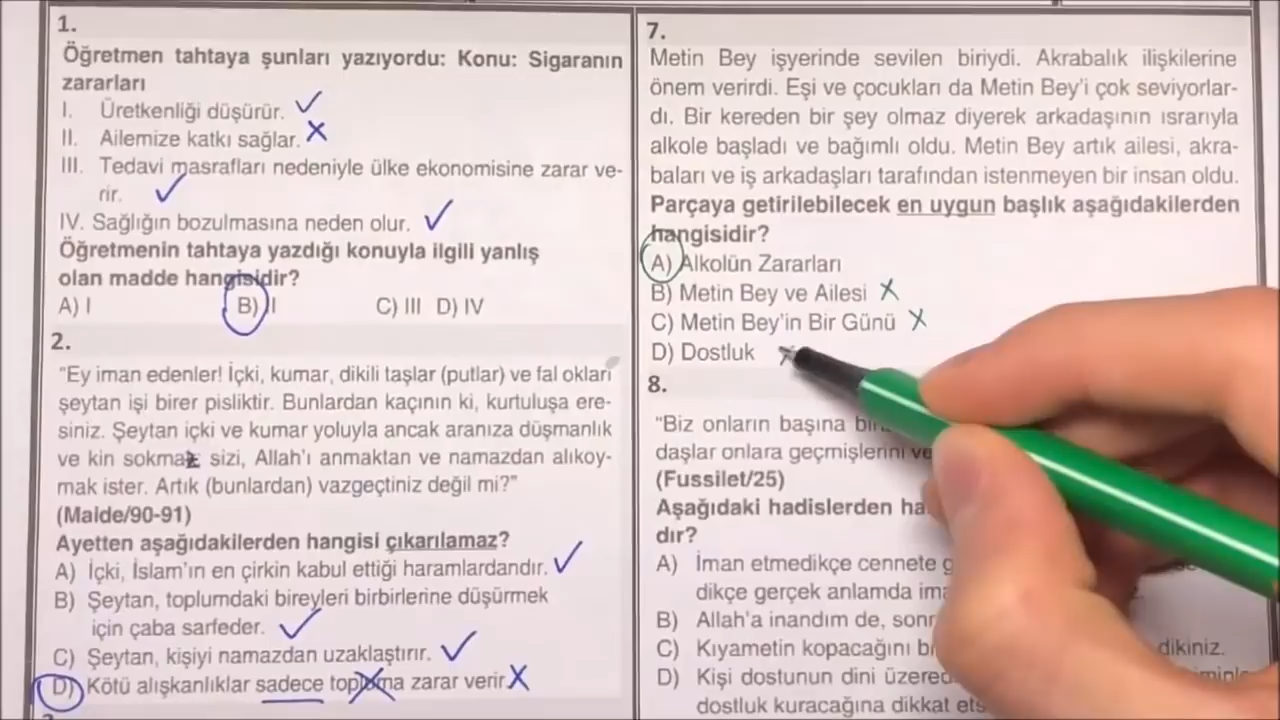 1.
Öğretmen tahtaya şunları yazıyordu: Konu: Sigaranın
zararları
I. Üretkenliği düşürür.
II. Ailemize katkı sağlar.
III. Tedavi masrafları nedeniyle ülke ekonomisine zarar ve-
rir.
IV. Sağlığın bozulmasına neden olur.
Öğretmenin tahtaya yazdığı konuyla ilgili yanlış
olan madde hangisidir?
A) I B) II C) III D) IV
2.
"Ey iman edenler! İçki, kumar, dikili taşlar (putlar) ve fal okları
şeytan işi birer pisliktir. Bunlardan kaçının ki, kurtuluşa ere-
siniz. Şeytan içki ve kumar yoluyla ancak aranıza düşmanlık
ve kin sokmak sizi, Allah'ı anmaktan ve namazdan alıkoy-
mak ister. Artık (bunlardan) vazgeçtiniz değil mi?"
(Maide/90-91)
Ayetten aşağıdakilerden hangisi çıkarılamaz?
A) İçki, İslam'ın en çirkin kabul ettiği haramlardandır.
B) Şeytan, toplumdaki bireyleri birbirlerine düşürmek
için çaba sarfeder.
C) Şeytan, kişiyi namazdan uzaklaştırır.
D) Kötü alışkanlıklar sadece topluma zarar verir.
7.
Metin Bey işyerinde sevilen biriydi. Akrabalık ilişkilerine
önem verirdi. Eşi ve çocukları da Metin Bey'i çok seviyorlar-
dı. Bir kereden bir şey olmaz diyerek arkadaşının ısrarıyla
alkole başladı ve bağımlı oldu. Metin Bey artık ailesi, akra-
baları ve iş arkadaşları tarafından istenmeyen bir insan oldu.
Parçaya getirilebilecek en uygun başlık aşağıdakilerden
hangisidir?
A) Alkolün Zararları
B) Metin Bey ve Ailesi
C) Metin Bey'in Bir Günü
D) Dostluk
8.
"Biz onların başına
daşlar onlara geçmişlerini
(Fussilet/25)
Aşağıdaki hadislerden
dır?
A) İman etmedikçe cennete
dikçe gerçek anlamda
B) Allah'a inandım de,
C) Kıyametin kopacağını dikiniz.
D) Kişi dostunun dini
dostluk kuracağına dikkat